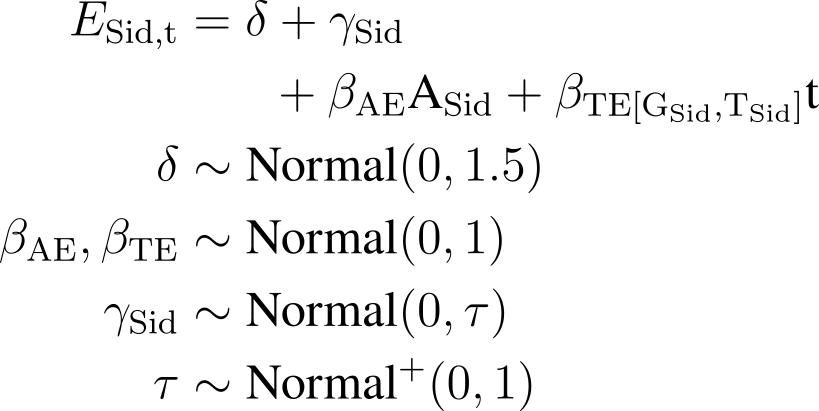 E_{Sid,t} = δ + γ_{Sid}
+ β_{AE}A_{Sid} + β_{TE[G_{Sid},T_{Sid}]}t
δ ∼ Normal(0, 1.5)
β_{AE}, β_{TE} ∼ Normal(0, 1)
γ_{Sid} ∼ Normal(0, τ)
τ ∼ Normal^{+}(0, 1)